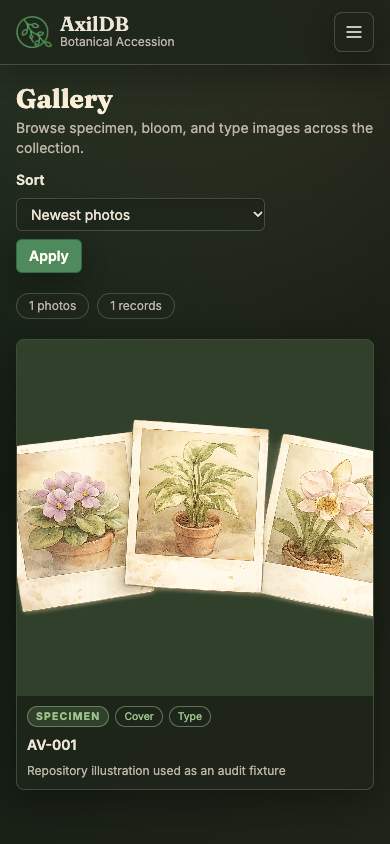 AxilDB
Botanical Accession
Gallery
Browse specimen, bloom, and type images across the
collection.
Sort
Newest photos
Apply
1 photos
1 records
SPECIMEN
Cover
Type
AV-001
Repository illustration used as an audit fixture